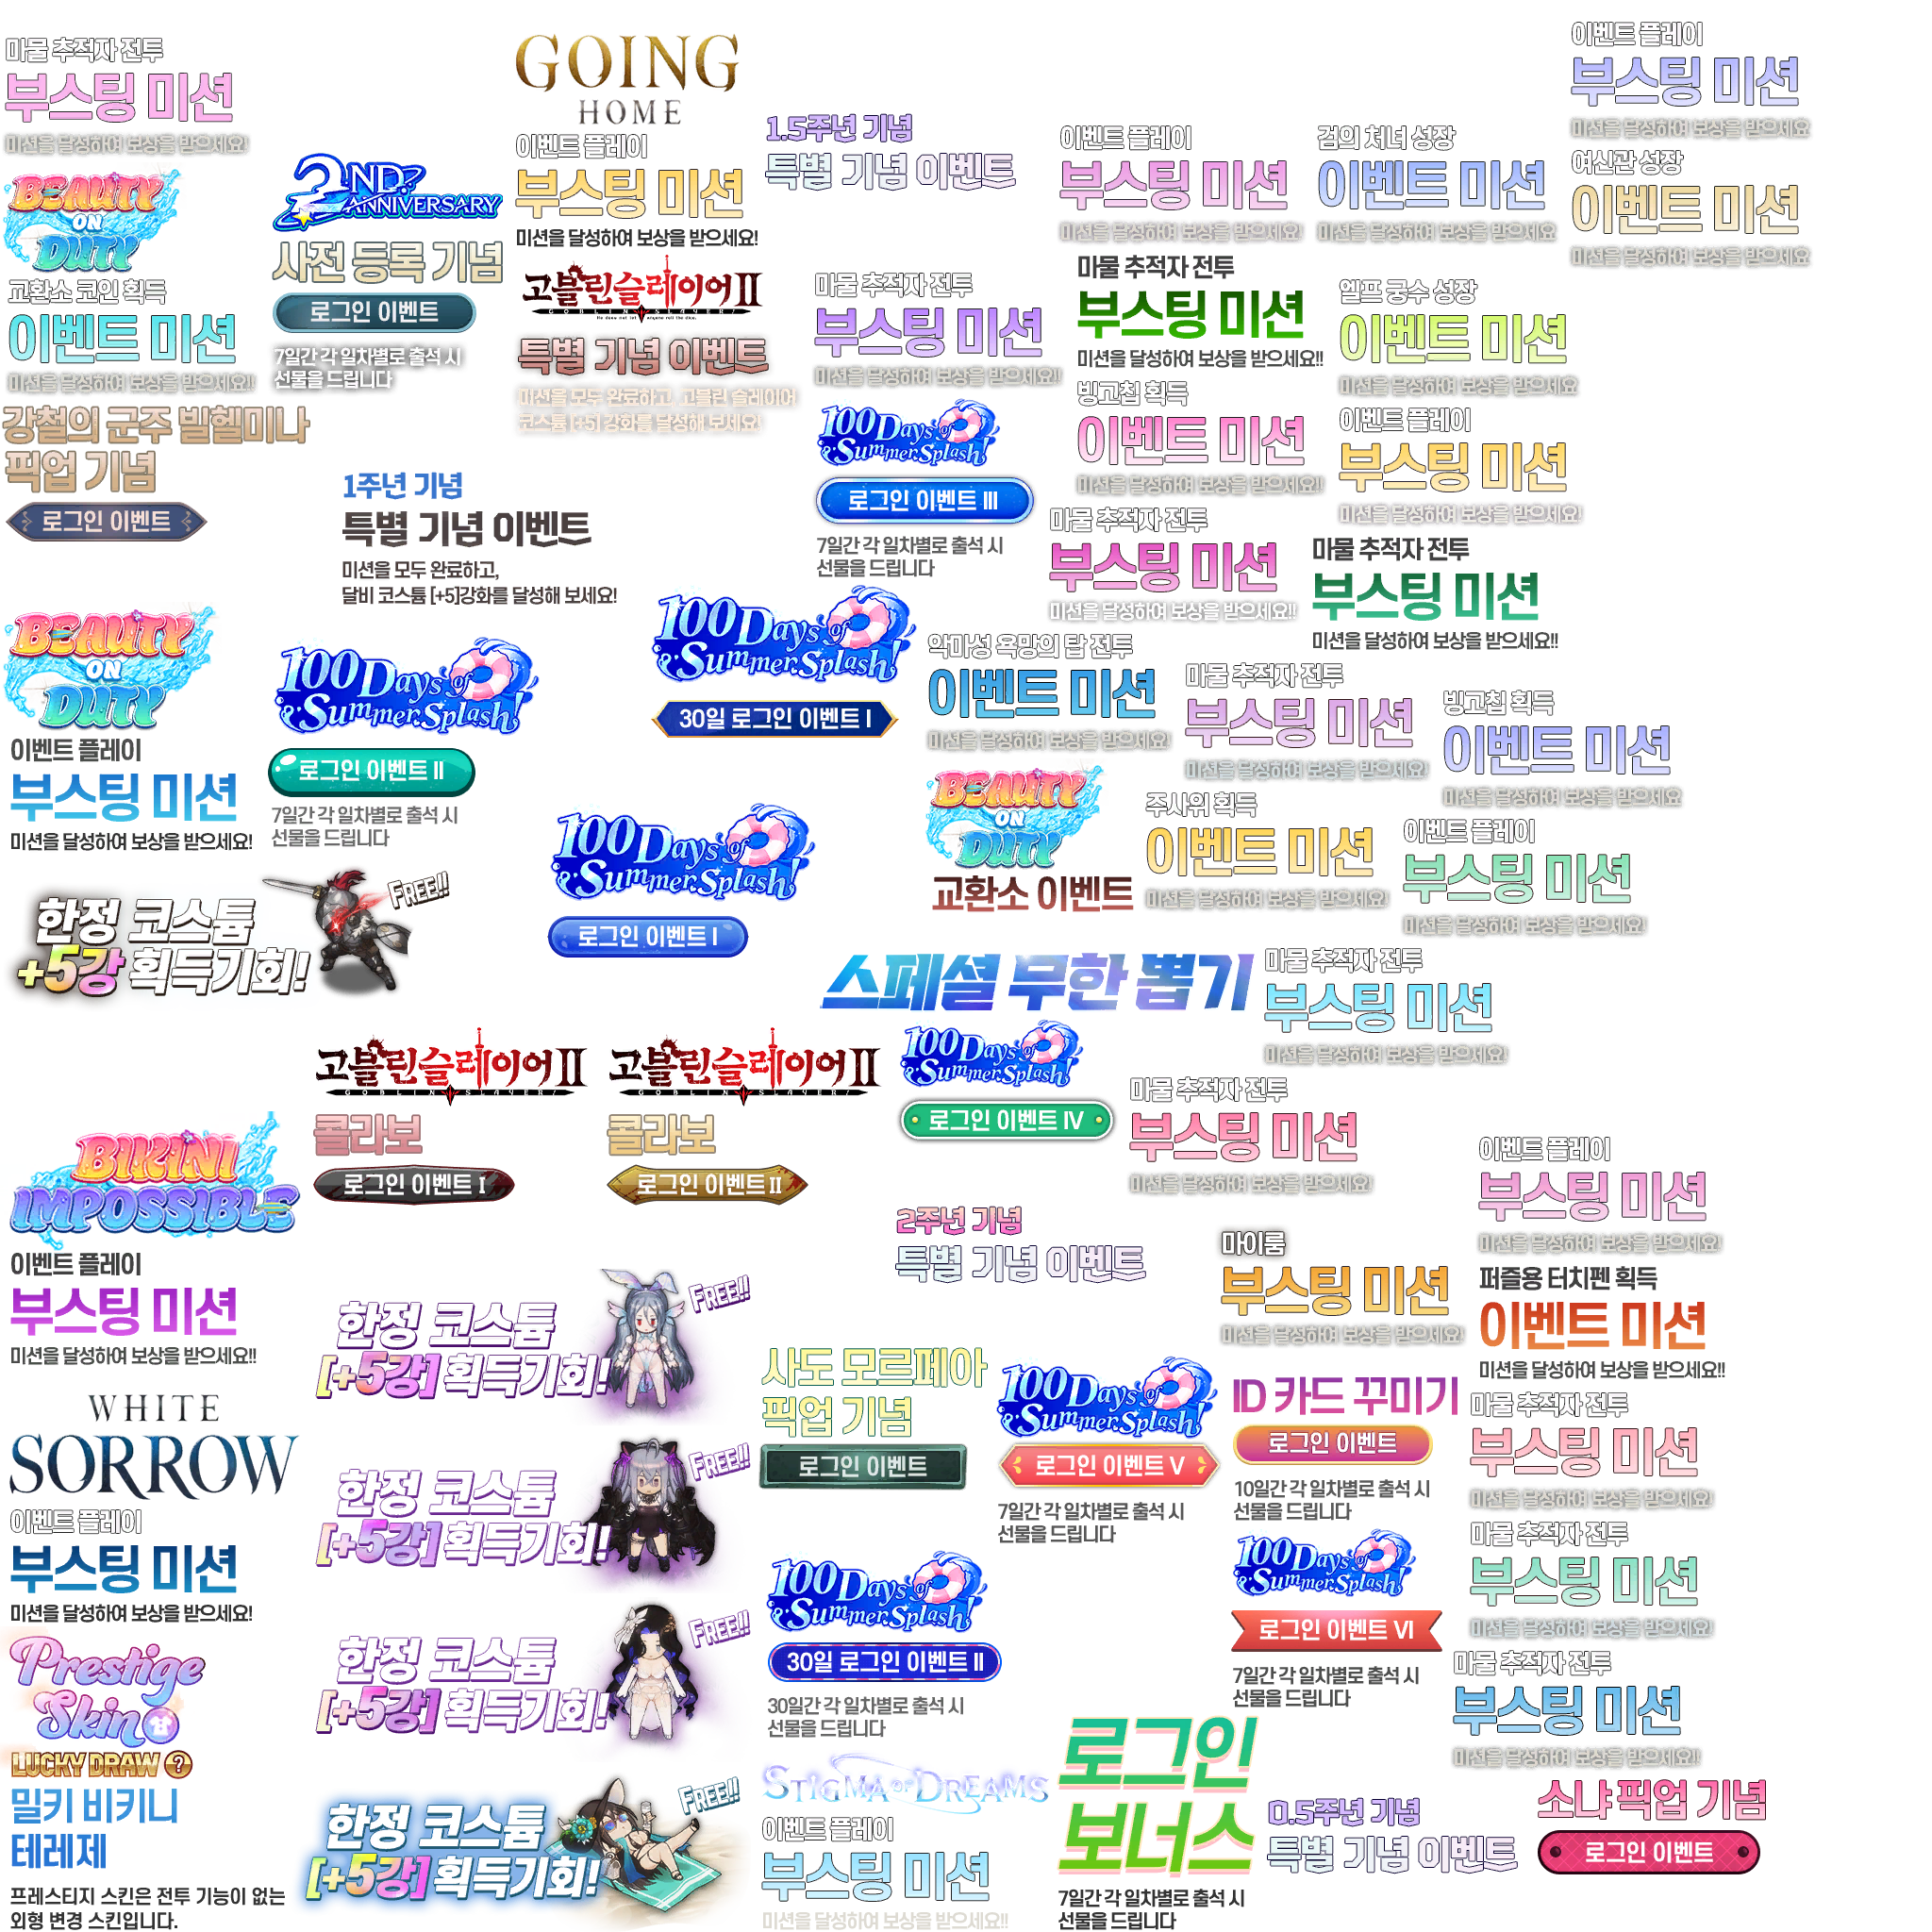 마물 추적자 전투
부스팅 미션
미션을 달성하여 보상을 받으세요!
BEAUTY
ON
DUTY
교환소 코인 획득
이벤트 미션
미션을 달성하여 보상을 받으세요!!
강철의 군주 빌헬미나
픽업 기념
로그인 이벤트
2ND
ANNIVERSARY
사전 등록 기념
로그인 이벤트
7일간 각 일차별로 출석 시
선물을 드립니다
GOING
HOME
이벤트 플레이
부스팅 미션
미션을 달성하여 보상을 받으세요!
고블린슬레이어 II
GOBLIN SLAYER!
He does not let anyone roll the dice.
특별 기념 이벤트
미션을 모두 완료하고, 고블린 슬레이어
코스튬 [+5] 강화를 달성해 보세요!
1.5주년 기념
특별 기념 이벤트
이벤트 플레이
부스팅 미션
미션을 달성하여 보상을 받으세요!
검의 처녀 성장
이벤트 미션
미션을 달성하여 보상을 받으세요
이벤트 플레이
부스팅 미션
미션을 달성하여 보상을 받으세요
여신관 성장
이벤트 미션
미션을 달성하여 보상을 받으세요
마물 추적자 전투
부스팅 미션
미션을 달성하여 보상을 받으세요!!
마물 추적자 전투
부스팅 미션
미션을 달성하여 보상을 받으세요!!
엘프 궁수 성장
이벤트 미션
미션을 달성하여 보상을 받으세요
100 Days of
Summer Splash!
로그인 이벤트 III
7일간 각 일차별로 출석 시
선물을 드립니다
빙고칩 획득
이벤트 미션
미션을 달성하여 보상을 받으세요!!
이벤트 플레이
부스팅 미션
미션을 달성하여 보상을 받으세요!
1주년 기념
특별 기념 이벤트
미션을 모두 완료하고,
달비 코스튬 [+5]강화를 달성해 보세요!
마물 추적자 전투
부스팅 미션
미션을 달성하여 보상을 받으세요!!
마물 추적자 전투
부스팅 미션
미션을 달성하여 보상을 받으세요!!
BEAUTY
ON
DUTY
이벤트 플레이
부스팅 미션
미션을 달성하여 보상을 받으세요!
100 Days of
Summer Splash!
로그인 이벤트 II
7일간 각 일차별로 출석 시
선물을 드립니다
100 Days of
Summer Splash!
30일 로그인 이벤트 I
악마성 욕망의 탑 전투
이벤트 미션
미션을 달성하여 보상을 받으세요!
마물 추적자 전투
부스팅 미션
미션을 달성하여 보상을 받으세요!
빙고칩 획득
이벤트 미션
미션을 달성하여 보상을 받으세요
BEAUTY
ON
DUTY
교환소 이벤트
주사위 획득
이벤트 미션
미션을 달성하여 보상을 받으세요!
이벤트 플레이
부스팅 미션
미션을 달성하여 보상을 받으세요!
100 Days of
Summer Splash!
로그인 이벤트 I
FREE!!
한정 코스튬
+5강 획득기회!
스페셜 무한 뽑기
마물 추적자 전투
부스팅 미션
미션을 달성하여 보상을 받으세요!
고블린슬레이어 II
GOBLIN SLAYER!
콜라보
로그인 이벤트 I
고블린슬레이어 II
GOBLIN SLAYER!
콜라보
로그인 이벤트 II
100 Days of
Summer Splash!
로그인 이벤트 IV
마물 추적자 전투
부스팅 미션
미션을 달성하여 보상을 받으세요!
BIKINI
IMPOSSIBLE
이벤트 플레이
부스팅 미션
미션을 달성하여 보상을 받으세요!!
2주년 기념
특별 기념 이벤트
마이룸
부스팅 미션
미션을 달성하여 보상을 받으세요!
이벤트 플레이
부스팅 미션
미션을 달성하여 보상을 받으세요!
퍼즐용 터치펜 획득
이벤트 미션
미션을 달성하여 보상을 받으세요!!
FREE!!
한정 코스튬
[+5강] 획득기회!
사도 모르페아
픽업 기념
로그인 이벤트
100 Days of
Summer Splash!
로그인 이벤트 V
7일간 각 일차별로 출석 시
선물을 드립니다
ID 카드 꾸미기
로그인 이벤트
10일간 각 일차별로 출석 시
선물을 드립니다
마물 추적자 전투
부스팅 미션
미션을 달성하여 보상을 받으세요!
WHITE
SORROW
이벤트 플레이
부스팅 미션
미션을 달성하여 보상을 받으세요!
FREE!!
한정 코스튬
[+5강] 획득기회!
100 Days of
Summer Splash!
30일 로그인 이벤트 II
30일간 각 일차별로 출석 시
선물을 드립니다
100 Days of
Summer Splash!
로그인 이벤트 VI
7일간 각 일차별로 출석 시
선물을 드립니다
마물 추적자 전투
부스팅 미션
미션을 달성하여 보상을 받으세요!
마물 추적자 전투
부스팅 미션
미션을 달성하여 보상을 받으세요!
Prestige
Skin
LUCKY DRAW ?
밀키 비키니
테레제
프레스티지 스킨은 전투 기능이 없는
외형 변경 스킨입니다.
FREE!!
한정 코스튬
[+5강] 획득기회!
FREE!!
한정 코스튬
[+5강] 획득기회!
STIGMA OF DREAMS
이벤트 플레이
부스팅 미션
미션을 달성하여 보상을 받으세요!!
로그인
보너스
7일간 각 일차별로 출석 시
선물을 드립니다
0.5주년 기념
특별 기념 이벤트
소냐 픽업 기념
로그인 이벤트